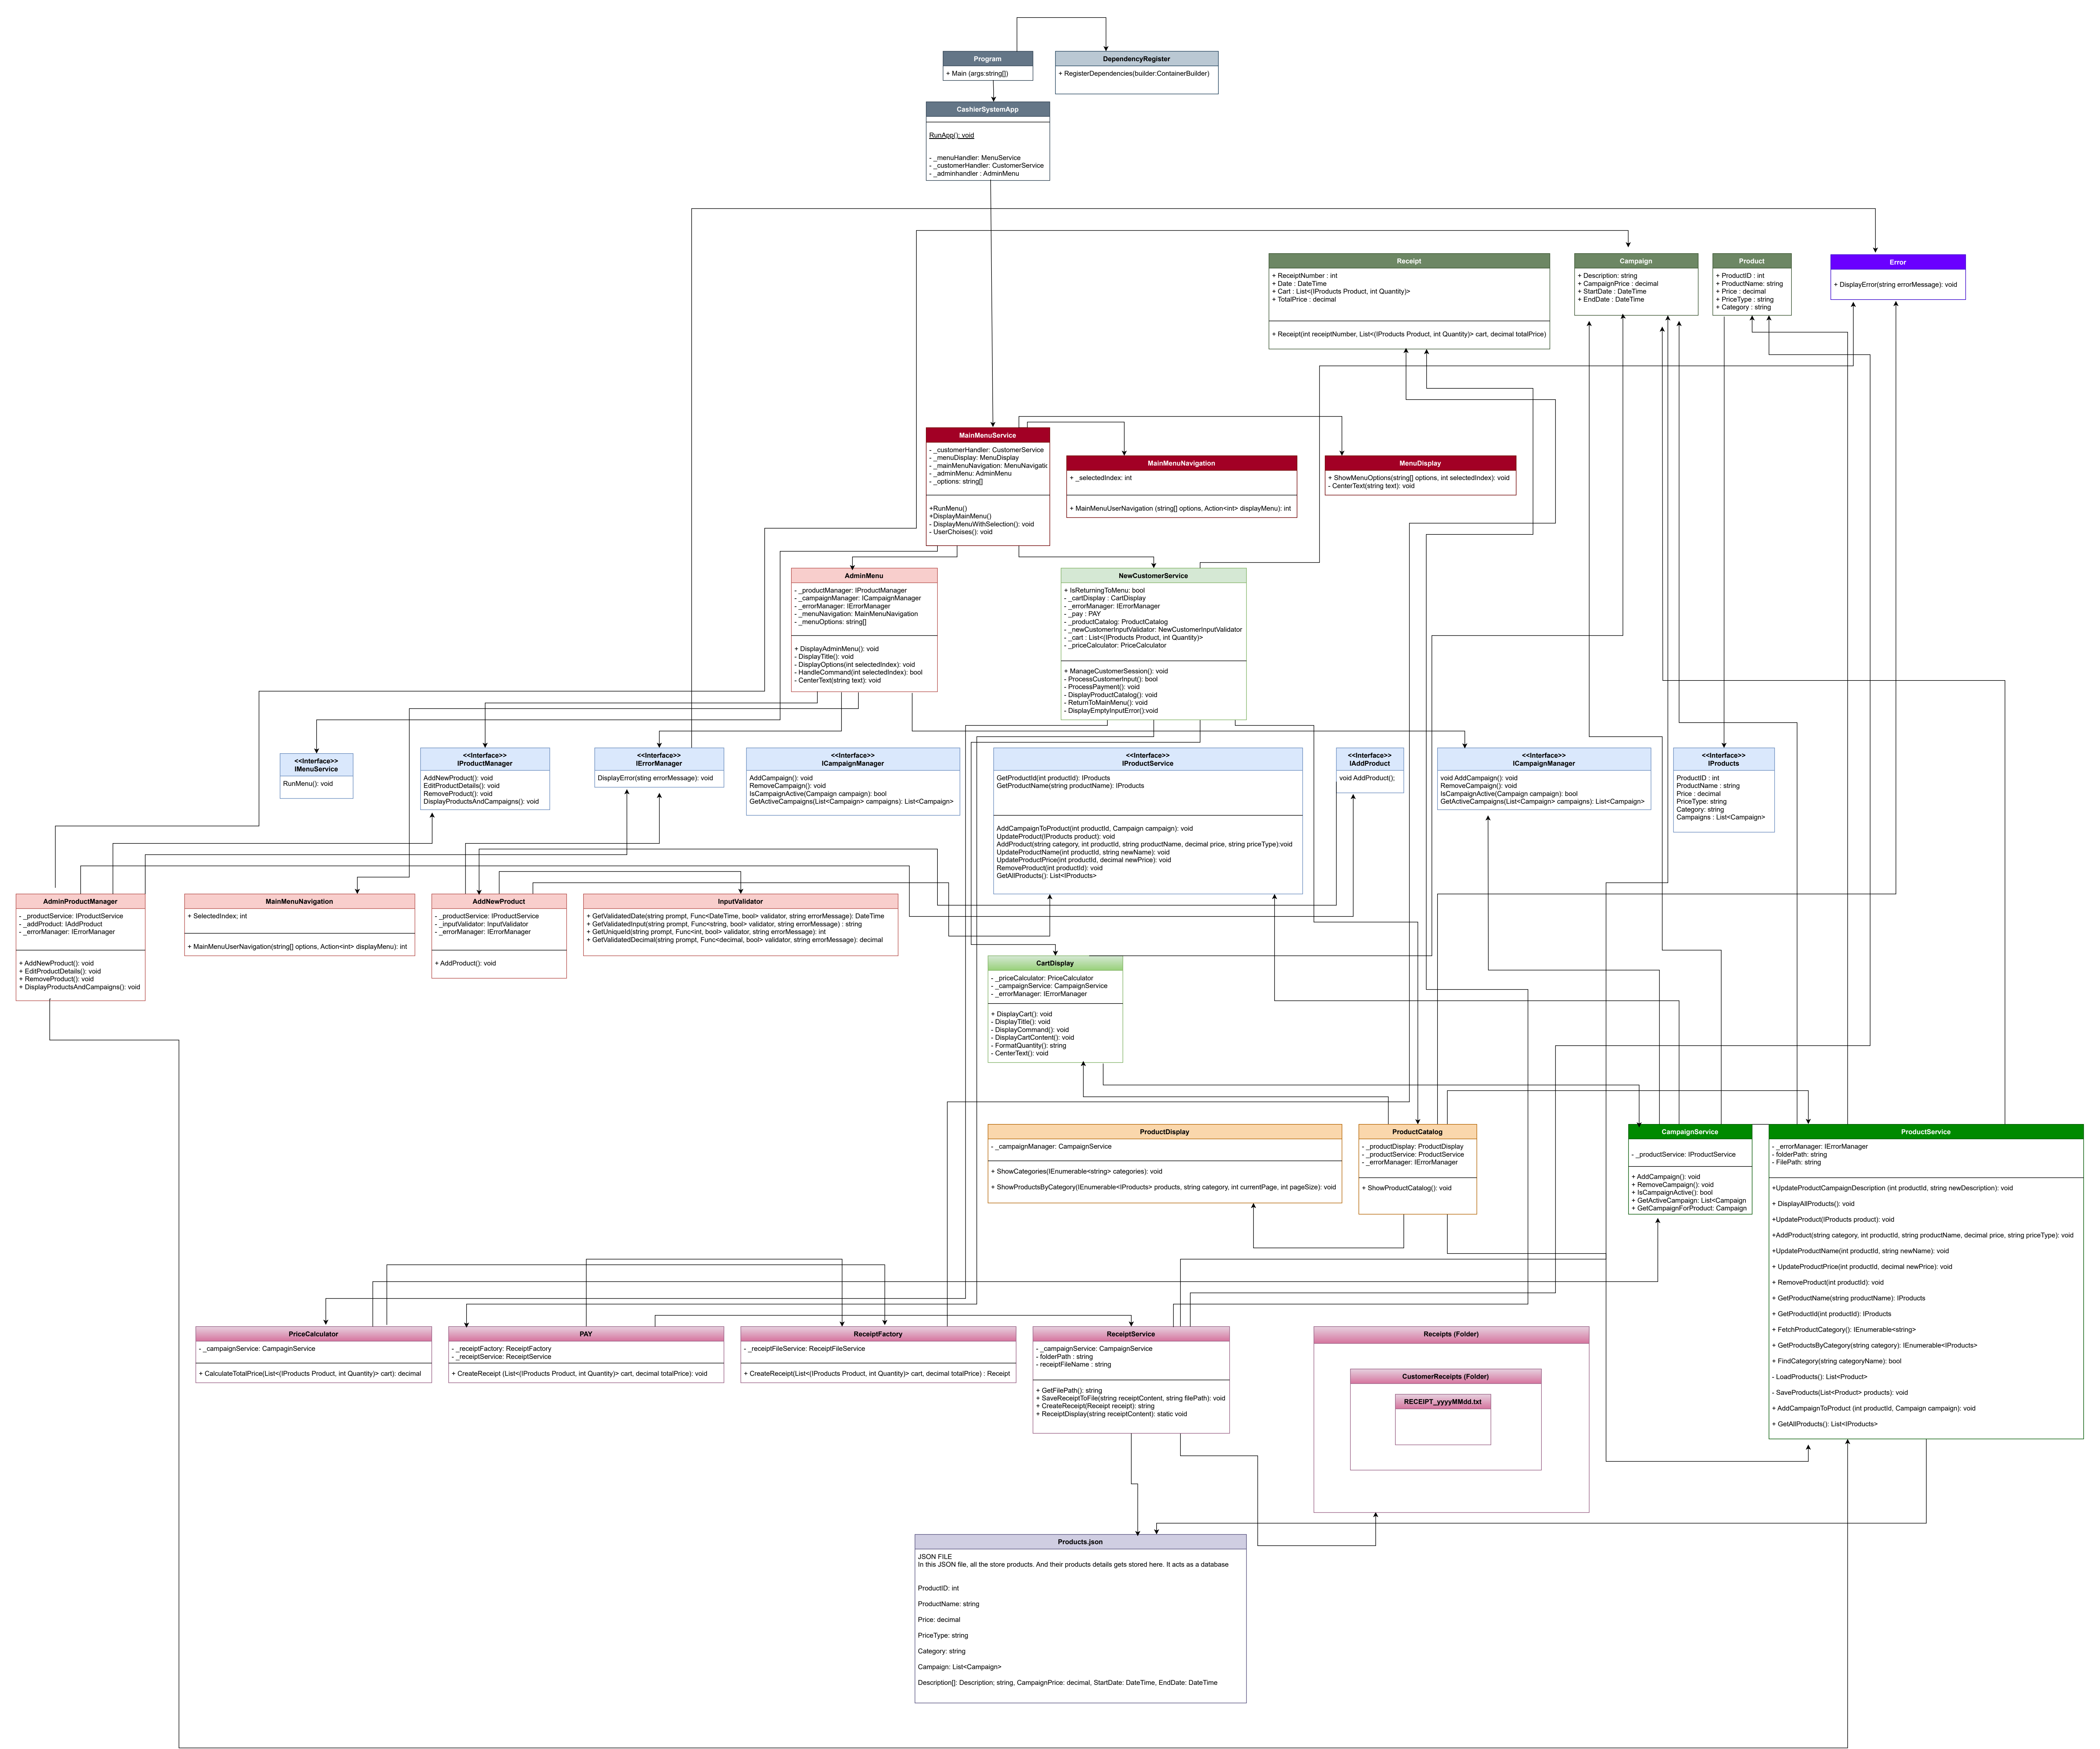 Program
+ Main (args:string[])
DependencyRegister
+ RegisterDependencies(builder:ContainerBuilder)
CashierSystemApp
RunApp(): void
- _menuHandler: MenuService
- _customerHandler: CustomerService
- _adminhandler : AdminMenu
Receipt
+ ReceiptNumber : int
+ Date : DateTime
+ Cart : List<(IProducts Product, int Quantity)>
+ TotalPrice : decimal
+ Receipt(int receiptNumber, List<(IProducts Product, int Quantity)> cart, decimal totalPrice)
Campaign
+ Description: string
+ CampaignPrice : decimal
+ StartDate : DateTime
+ EndDate : DateTime
Product
+ ProductID : int
+ ProductName: string
+ Price : decimal
+ PriceType : string
+ Category : string
Error
+ DisplayError(string errorMessage): void
MainMenuService
- _customerHandler: CustomerService
- _menuDisplay: MenuDisplay
- _mainMenuNavigation: MenuNavigatic
- _adminMenu: AdminMenu
- _options: string[]
+RunMenu()
+DisplayMainMenu()
- DisplayMenuWithSelection(): void
- UserChoises(): void
MainMenuNavigation
+ _selectedIndex: int
+ MainMenuUserNavigation (string[] options, Action<int> displayMenu): int
MenuDisplay
+ ShowMenuOptions(string[] options, int selectedIndex): void
- CenterText(string text): void
AdminMenu
- _productManager: IProductManager
- _campaignManager: ICampaignManager
- _errorManager: IErrorManager
- _menuNavigation: MainMenuNavigation
- _menuOptions: string[]
+ DisplayAdminMenu(): void
- DisplayTitle(): void
- DisplayOptions(int selectedIndex): void
- HandleCommand(int selectedIndex): bool
- CenterText(string text): void
NewCustomerService
+ IsReturningToMenu: bool
- _cartDisplay : CartDisplay
- _errorManager: IErrorManager
- _pay : PAY
- _productCatalog: ProductCatalog
- _newCustomerInputValidator: NewCustomerInputValidator
- _cart : List<(IProducts Product, int Quantity)>
- _priceCalculator: PriceCalculator
+ ManageCustomerSession(): void
- ProcessCustomerInput(): bool
- ProcessPayment(): void
- DisplayProductCatalog(): void
- ReturnToMainMenu(): void
- DisplayEmptyInputError():void
<<Interface>>
IMenuService
RunMenu(): void
<<Interface>>
IProductManager
AddNewProduct(): void
EditProductDetails(): void
RemoveProduct(): void
DisplayProductsAndCampaigns(): void
<<Interface>>
IErrorManager
DisplayError(sting errorMessage): void
<<Interface>>
ICampaignManager
AddCampaign(): void
RemoveCampaign(): void
IsCampaignActive(Campaign campaign): bool
GetActiveCampaigns(List<Campaign> campaigns): List<Campaign>
<<Interface>>
IProductService
GetProductId(int productId): IProducts
GetProductName(string productName): IProducts
AddCampaignToProduct(int productId, Campaign campaign): void
UpdateProduct(IProducts product): void
AddProduct(string category, int productId, string productName, decimal price, string priceType):void
UpdateProductName(int productId, string newName): void
UpdateProductPrice(int productId, decimal newPrice): void
RemoveProduct(int productId): void
GetAllProducts(): List<IProducts>
<<Interface>>
IAddProduct
void AddProduct();
<<Interface>>
ICampaignManager
void AddCampaign(): void
RemoveCampaign(): void
IsCampaignActive(Campaign campaign): bool
GetActiveCampaigns(List<Campaign> campaigns): List<Campaign>
<<Interface>>
IProducts
ProductID : int
ProductName : string
Price : decimal
PriceType: string
Category: string
Campaigns : List<Campaign>
AdminProductManager
- _productService: IProductService
- _addProduct: IAddProduct
- _errorManager: IErrorManager
+ AddNewProduct(): void
+ EditProductDetails(): void
+ RemoveProduct(): void
+ DisplayProductsAndCampaigns(): void
MainMenuNavigation
+ SelectedIndex; int
+ MainMenuUserNavigation(string[] options, Action<int> displayMenu): int
AddNewProduct
- _productService: IProductService
- _inputValidator: InputValidator
- _errorManager: IErrorManager
+ AddProduct(): void
InputValidator
+ GetValidatedDate(string prompt, Func<DateTime, bool> validator, string errorMessage): DateTime
+ GetValidatedInput(string prompt, Func<string, bool> validator, string errorMessage) : string
+ GetUniqueId(string prompt, Func<int, bool> validator, string errorMessage): int
+ GetValidatedDecimal(string prompt, Func<decimal, bool> validator, string errorMessage): decimal
CartDisplay
- _priceCalculator: PriceCalculator
- _campaignService: CampaignService
- _errorManager: IErrorManager
+ DisplayCart(): void
- DisplayTitle(): void
- DisplayCommand(): void
- DisplayCartContent(): void
- FormatQuantity(): string
- CenterText(): void
ProductDisplay
- _campaignManager: CampaignService
+ ShowCategories(IEnumerable<string> categories): void
+ ShowProductsByCategory(IEnumerable<IProducts> products, string category, int currentPage, int pageSize): void
ProductCatalog
- _productDisplay; ProductDisplay
- _productService: ProductService
- _errorManager: IErrorManager
+ ShowProductCatalog(): void
CampaignService
- _productService: IProductService
+ AddCampaign(): void
+ RemoveCampaign(): void
+ IsCampaignActive(): bool
+ GetActiveCampaign: List<Campaign
+ GetCampaignForProduct: Campaign
ProductService
- _errorManager: IErrorManager
- folderPath: string
- FilePath: string
+UpdateProductCampaignDescription (int productId, string newDescription): void
+ DisplayAllProducts(): void
+UpdateProduct(IProducts product): void
+AddProduct(string category, int productId, string productName, decimal price, string priceType): void
+UpdateProductName(int productId, string newName): void
+ UpdateProductPrice(int productId, decimal newPrice): void
+ RemoveProduct(int productId): void
+ GetProductName(string productName): IProducts
+ GetProductId(int productId): IProducts
+ FetchProductCategory(): IEnumerable<string>
+ GetProductsByCategory(string category): IEnumerable<IProducts>
+ FindCategory(string categoryName): bool
- LoadProducts(): List<Product>
- SaveProducts(List<Product> products): void
+ AddCampaignToProduct (int productId, Campaign campaign): void
+ GetAllProducts(): List<IProducts>
PriceCalculator
- _campaignService: CampaginService
+ CalculateTotalPrice(List<(IProducts Product, int Quantity)> cart): decimal
PAY
- _receiptFactory: ReceiptFactory
- _receiptService: ReceiptService
+ CreateReceipt (List<(IProducts Product, int Quantity)> cart, decimal totalPrice): void
ReceiptFactory
- _receiptFileService: ReceiptFileService
+ CreateReceipt(List<(IProducts Product, int Quantity)> cart, decimal totalPrice) : Receipt
ReceiptService
- _campaignService: CampaignService
- folderPath : string
- receiptFileName : string
+ GetFilePath(): string
+ SaveReceiptToFile(string receiptContent, string filePath): void
+ CreateReceipt(Receipt receipt): string
+ ReceiptDisplay(string receiptContent): static void
Receipts (Folder)
CustomerReceipts (Folder)
RECEIPT_yyyyMMdd.txt
Products.json
JSON FILE
In this JSON file, all the store products. And their products details gets stored here. It acts as a database
ProductID: int
ProductName: string
Price: decimal
PriceType: string
Category: string
Campaign: List<Campaign>
Description[]: Description; string, CampaignPrice: decimal, StartDate: DateTime, EndDate: DateTime